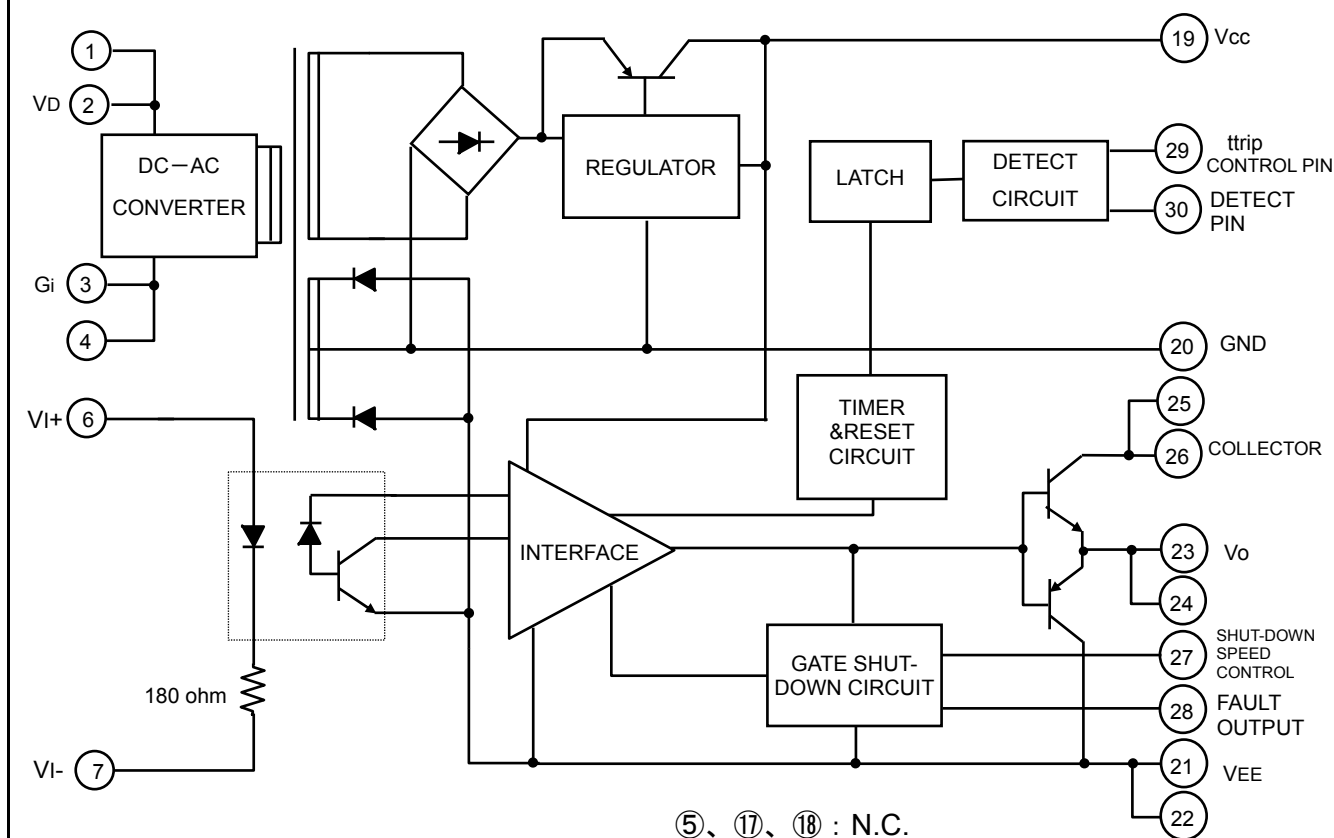 1
VD 2
DC-AC
CONVERTER
Gi 3
4
VI+ 6
180 ohm
VI- 7
REGULATOR
LATCH
DETECT
CIRCUIT
TIMER
&RESET
CIRCUIT
INTERFACE
GATE SHUT-
DOWN CIRCUIT
19 Vcc
29 ttrip
CONTROL PIN
30 DETECT
PIN
20 GND
25
26 COLLECTOR
23 Vo
24
27 SHUT-DOWN
SPEED
CONTROL
28 FAULT
OUTPUT
21 VEE
22
⑤、⑰、⑱ : N.C.